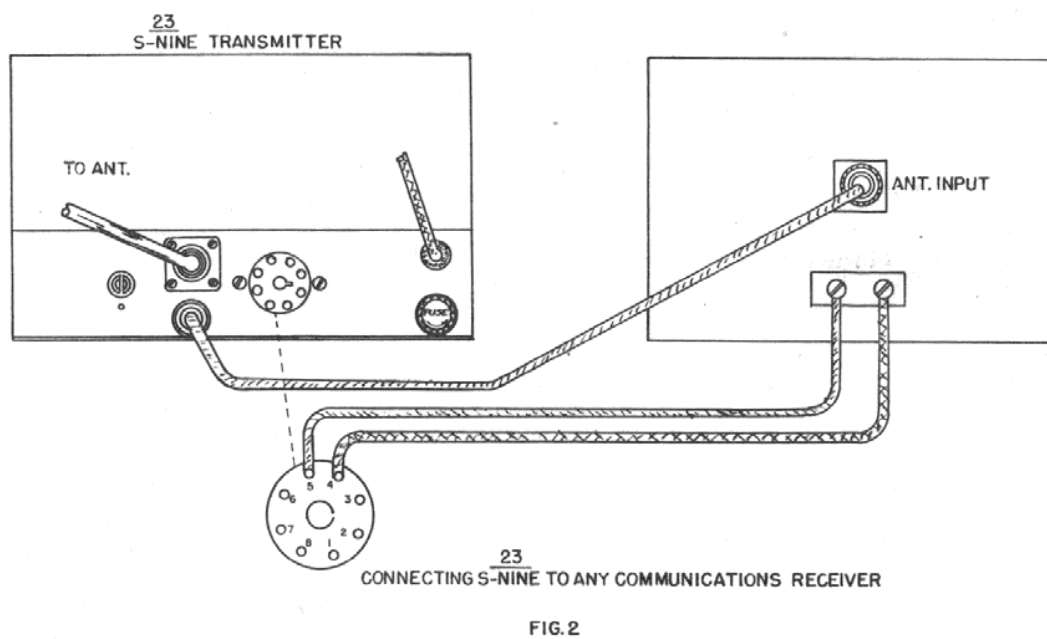 23
S-NINE TRANSMITTER
TO ANT.
ANT. INPUT
FUSE
5 4
6 3
7 2
8 1
23
CONNECTING S-NINE TO ANY COMMUNICATIONS RECEIVER
FIG. 2